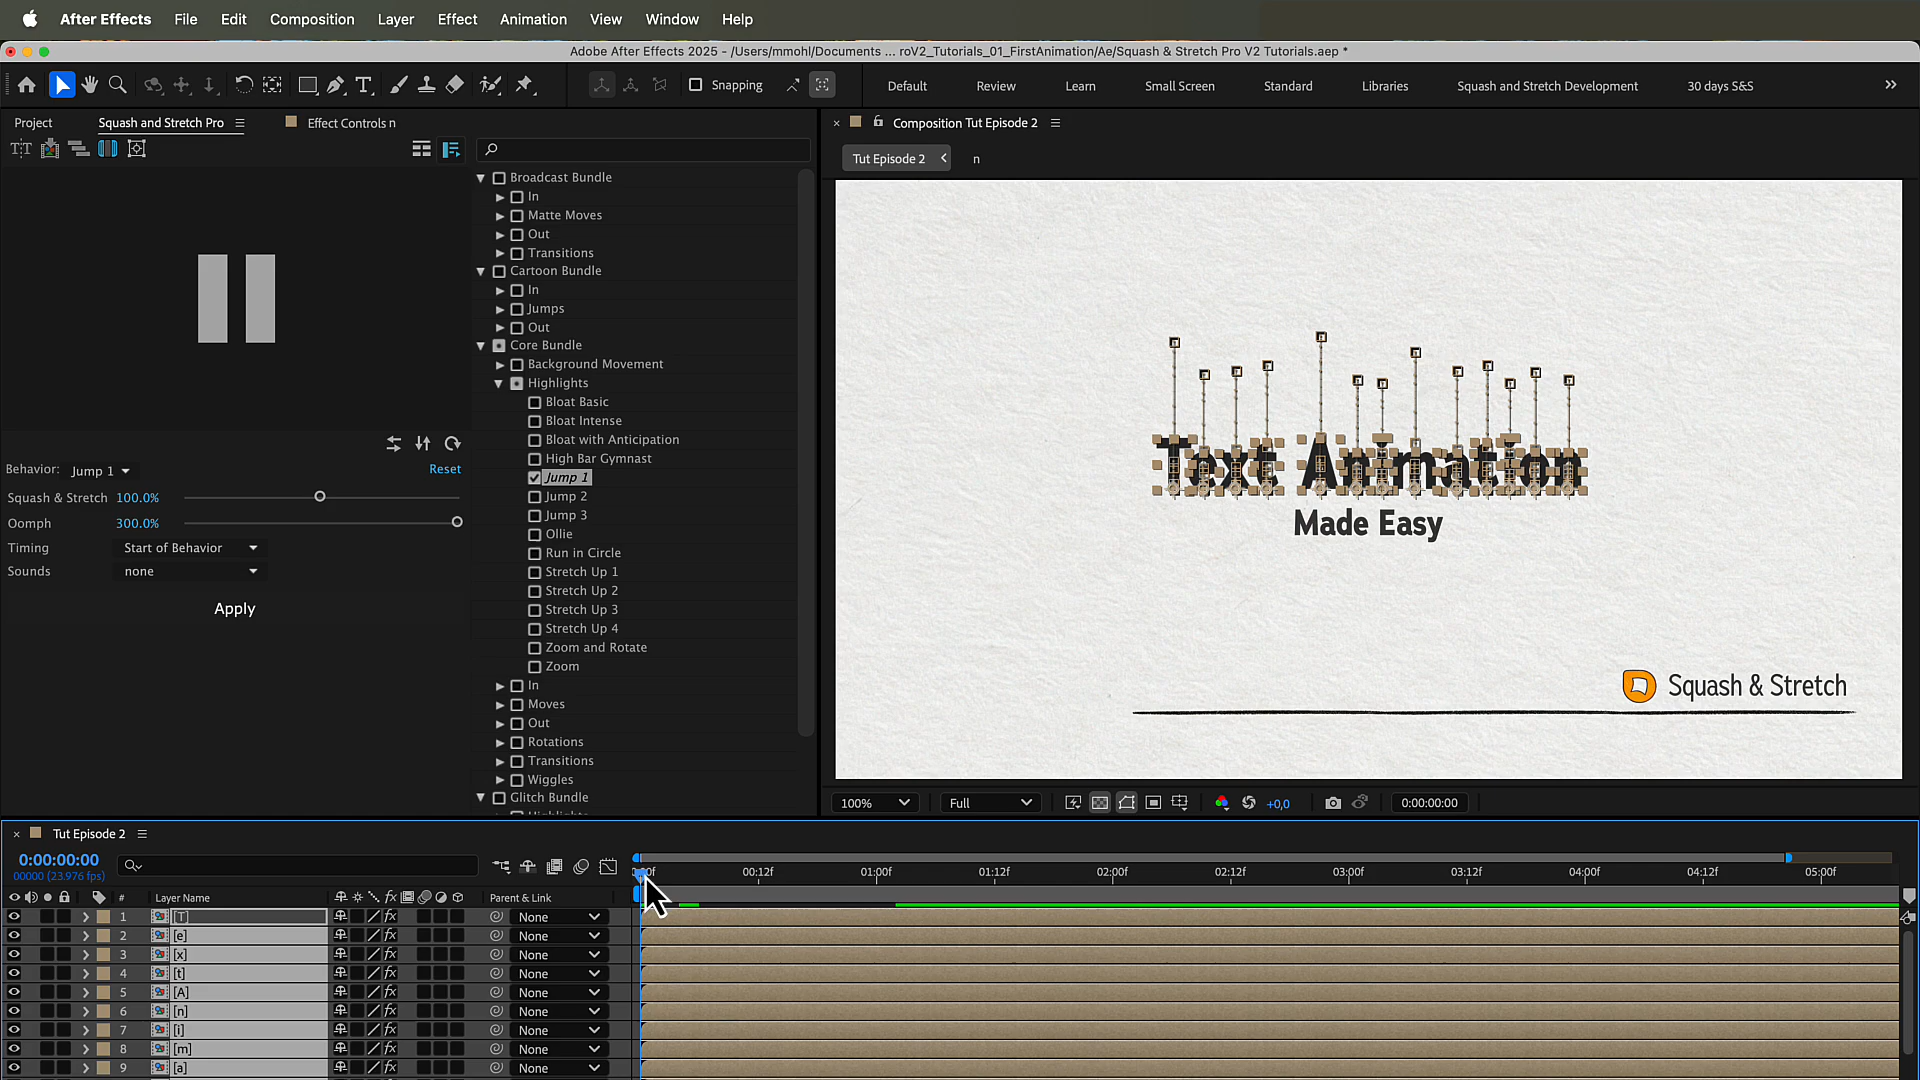 After Effects File Edit Composition Layer Effect Animation View Window Help
Adobe After Effects 2025 - /Users/mmohl/Documents ... roV2_Tutorials_01_FirstAnimation/Ae/Squash & Stretch Pro V2 Tutorials.aep *
Snapping Default Review Learn Small Screen Standard Libraries Squash and Stretch Development 30 days S&S
Project Squash and Stretch Pro Effect Controls n
Composition Tut Episode 2
Tut Episode 2 n
Broadcast Bundle
In
Matte Moves
Out
Transitions
Cartoon Bundle
In
Jumps
Out
Core Bundle
Background Movement
Highlights
Bloat Basic
Bloat Intense
Bloat with Anticipation
High Bar Gymnast
Jump 1
Jump 2
Jump 3
Ollie
Run in Circle
Stretch Up 1
Stretch Up 2
Stretch Up 3
Stretch Up 4
Zoom and Rotate
Zoom
In
Moves
Out
Rotations
Transitions
Wiggles
Glitch Bundle
Behavior: Jump 1 Reset
Squash & Stretch 100.0%
Oomph 300.0%
Timing Start of Behavior
Sounds none
Apply
Text Animation
Made Easy
Squash & Stretch
100% Full +0,0 0:00:00:00
Tut Episode 2
0:00:00:00
00000 (23.976 fps)
00:12f 01:00f 01:12f 02:00f 02:12f 03:00f 03:12f 04:00f 04:12f 05:00f
# Layer Name fx Parent & Link
1 [T] fx None
2 [e] fx None
3 [x] fx None
4 [t] fx None
5 [A] fx None
6 [n] fx None
7 [i] fx None
8 [m] fx None
9 [a] fx None